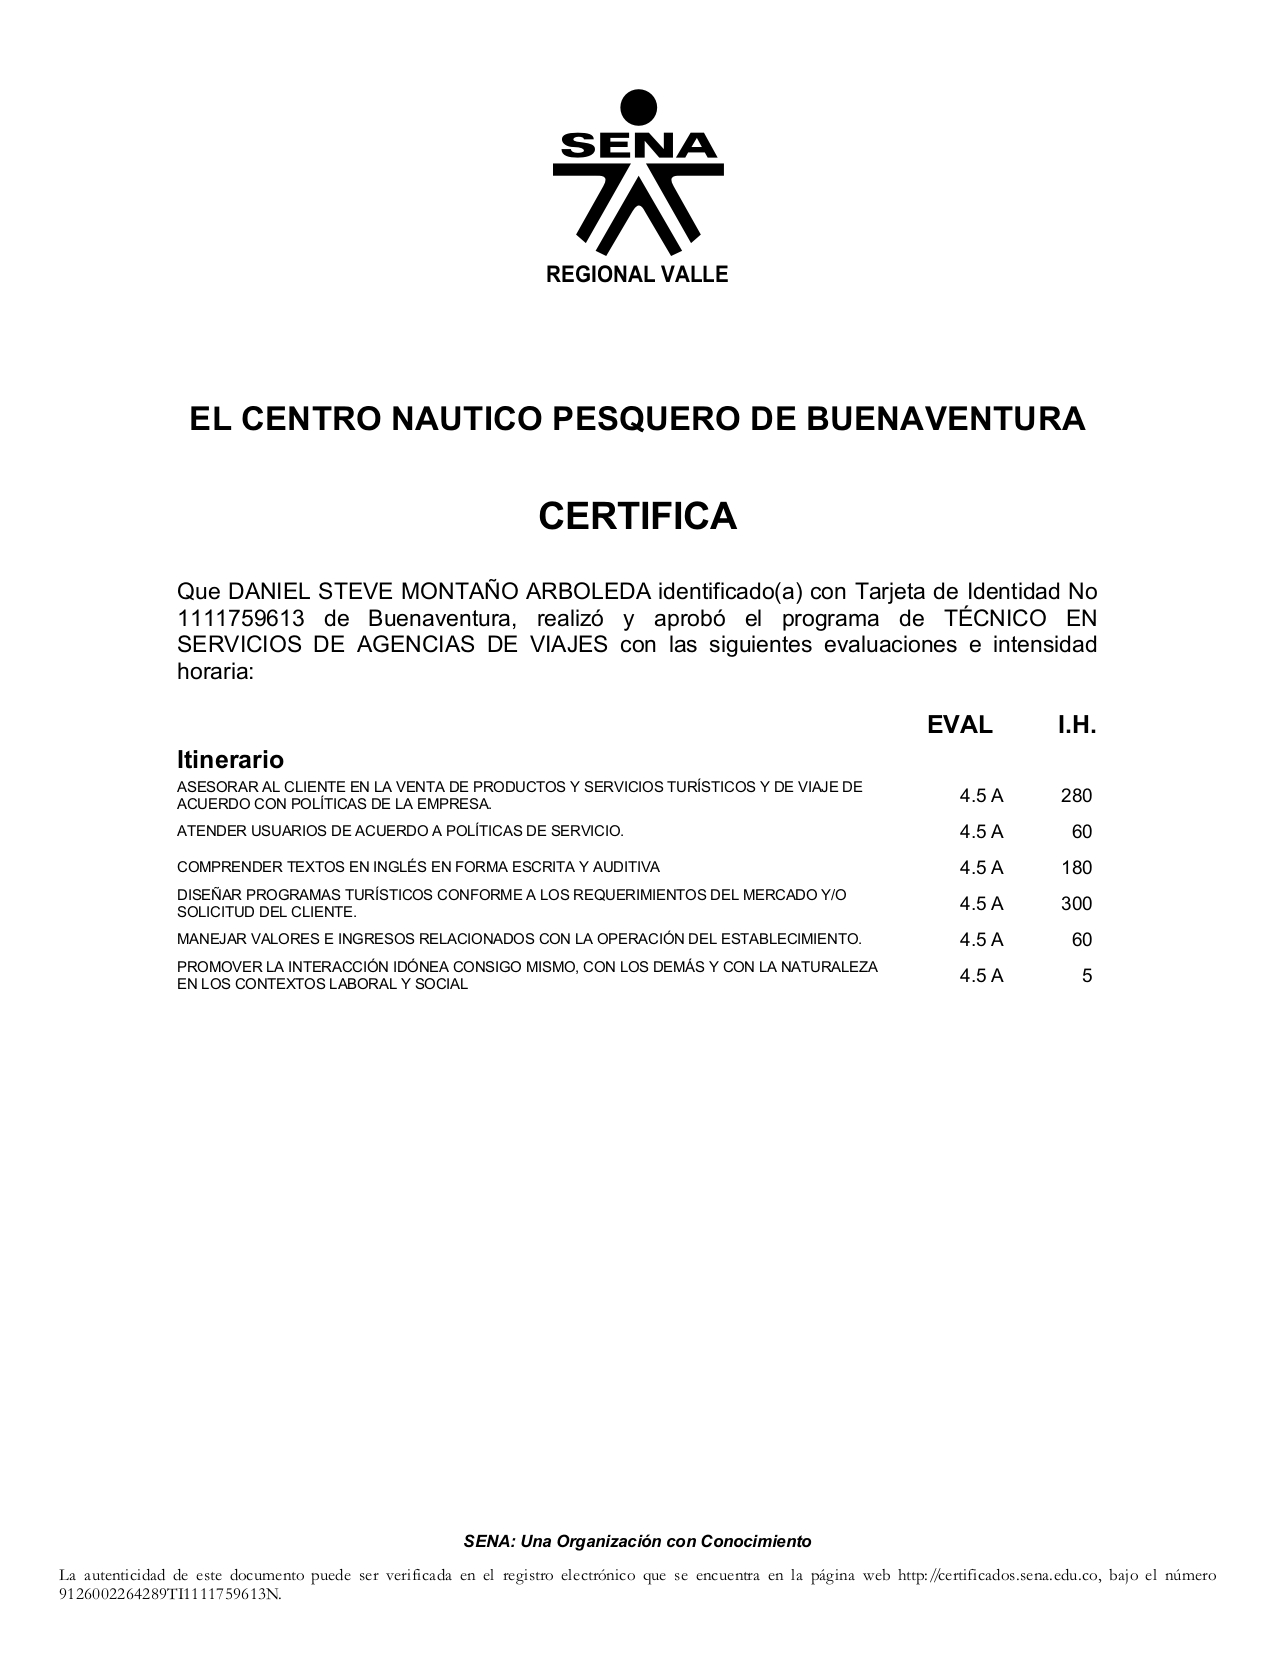 SENA
REGIONAL VALLE
EL CENTRO NAUTICO PESQUERO DE BUENAVENTURA
CERTIFICA
Que DANIEL STEVE MONTAÑO ARBOLEDA identificado(a) con Tarjeta de Identidad No
1111759613 de Buenaventura, realizó y aprobó el programa de TÉCNICO EN
SERVICIOS DE AGENCIAS DE VIAJES con las siguientes evaluaciones e intensidad
horaria:
EVAL I.H.
Itinerario
ASESORAR AL CLIENTE EN LA VENTA DE PRODUCTOS Y SERVICIOS TURÍSTICOS Y DE VIAJE DE
ACUERDO CON POLÍTICAS DE LA EMPRESA. 4.5 A 280
ATENDER USUARIOS DE ACUERDO A POLÍTICAS DE SERVICIO. 4.5 A 60
COMPRENDER TEXTOS EN INGLÉS EN FORMA ESCRITA Y AUDITIVA 4.5 A 180
DISEÑAR PROGRAMAS TURÍSTICOS CONFORME A LOS REQUERIMIENTOS DEL MERCADO Y/O
SOLICITUD DEL CLIENTE. 4.5 A 300
MANEJAR VALORES E INGRESOS RELACIONADOS CON LA OPERACIÓN DEL ESTABLECIMIENTO. 4.5 A 60
PROMOVER LA INTERACCIÓN IDÓNEA CONSIGO MISMO, CON LOS DEMÁS Y CON LA NATURALEZA
EN LOS CONTEXTOS LABORAL Y SOCIAL 4.5 A 5
SENA: Una Organización con Conocimiento
La autenticidad de este documento puede ser verificada en el registro electrónico que se encuentra en la página web http://certificados.sena.edu.co, bajo el número
9126002264289TI1111759613N.